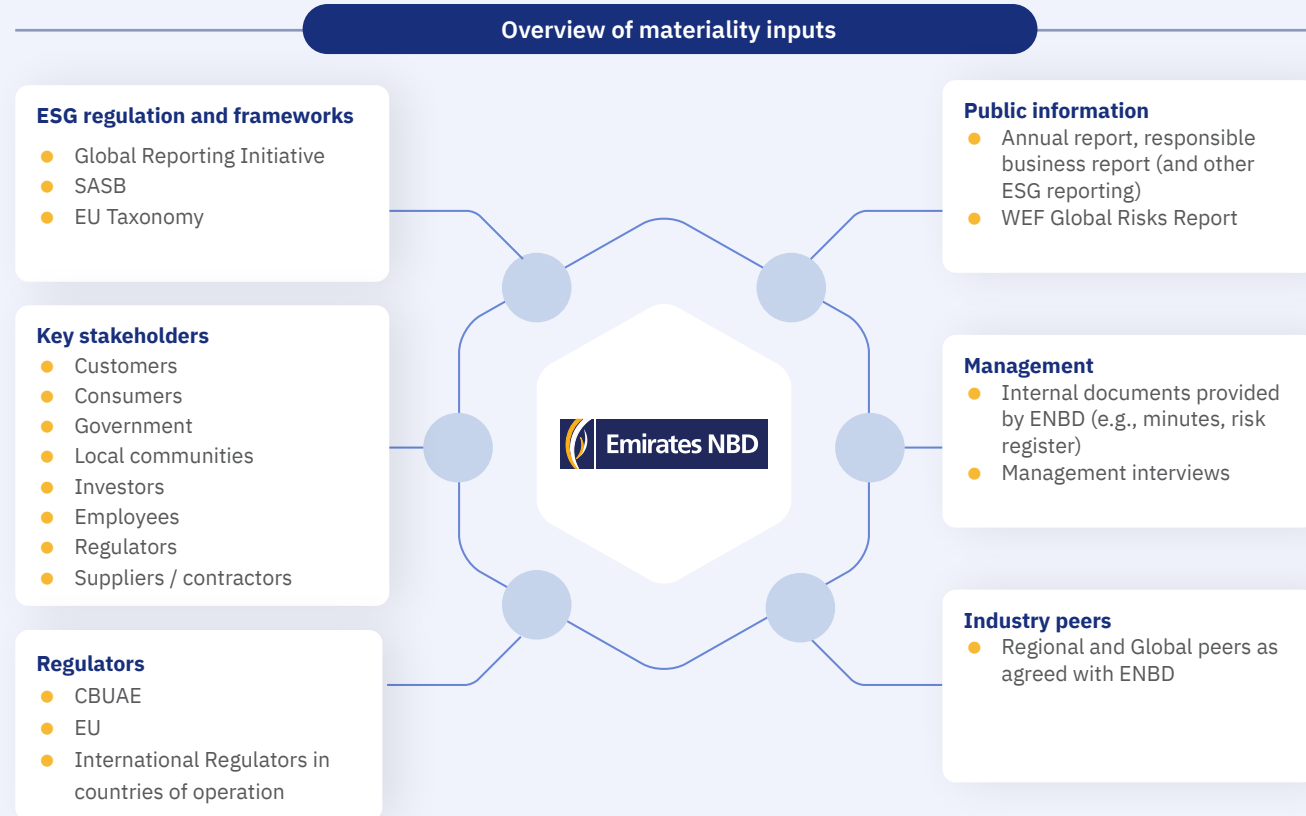 Overview of materiality inputs
ESG regulation and frameworks
Global Reporting Initiative
SASB
EU Taxonomy
Key stakeholders
Customers
Consumers
Government
Local communities
Investors
Employees
Regulators
Suppliers / contractors
Regulators
CBUAE
EU
International Regulators in
countries of operation
Emirates NBD
Public information
Annual report, responsible
business report (and other
ESG reporting)
WEF Global Risks Report
Management
Internal documents provided
by ENBD (e.g., minutes, risk
register)
Management interviews
Industry peers
Regional and Global peers as
agreed with ENBD